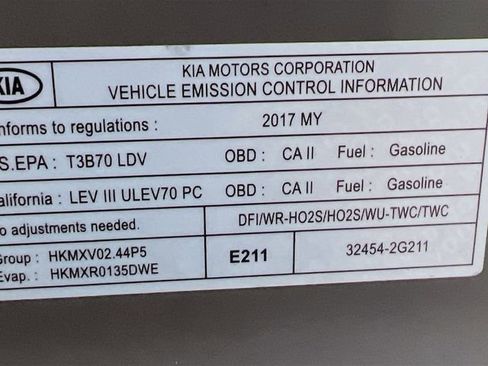 KIA
KIA MOTORS CORPORATION
VEHICLE EMISSION CONTROL INFORMATION
nforms to regulations : 2017 MY
S.EPA : T3B70 LDV OBD : CA II Fuel : Gasoline
alifornia : LEV III ULEV70 PC OBD : CA II Fuel : Gasoline
o adjustments needed. DFI/WR-HO2S/HO2S/WU-TWC/TWC
Group : HKMXV02.44P5
Evap. : HKMXR0135DWE
E211
32454-2G211